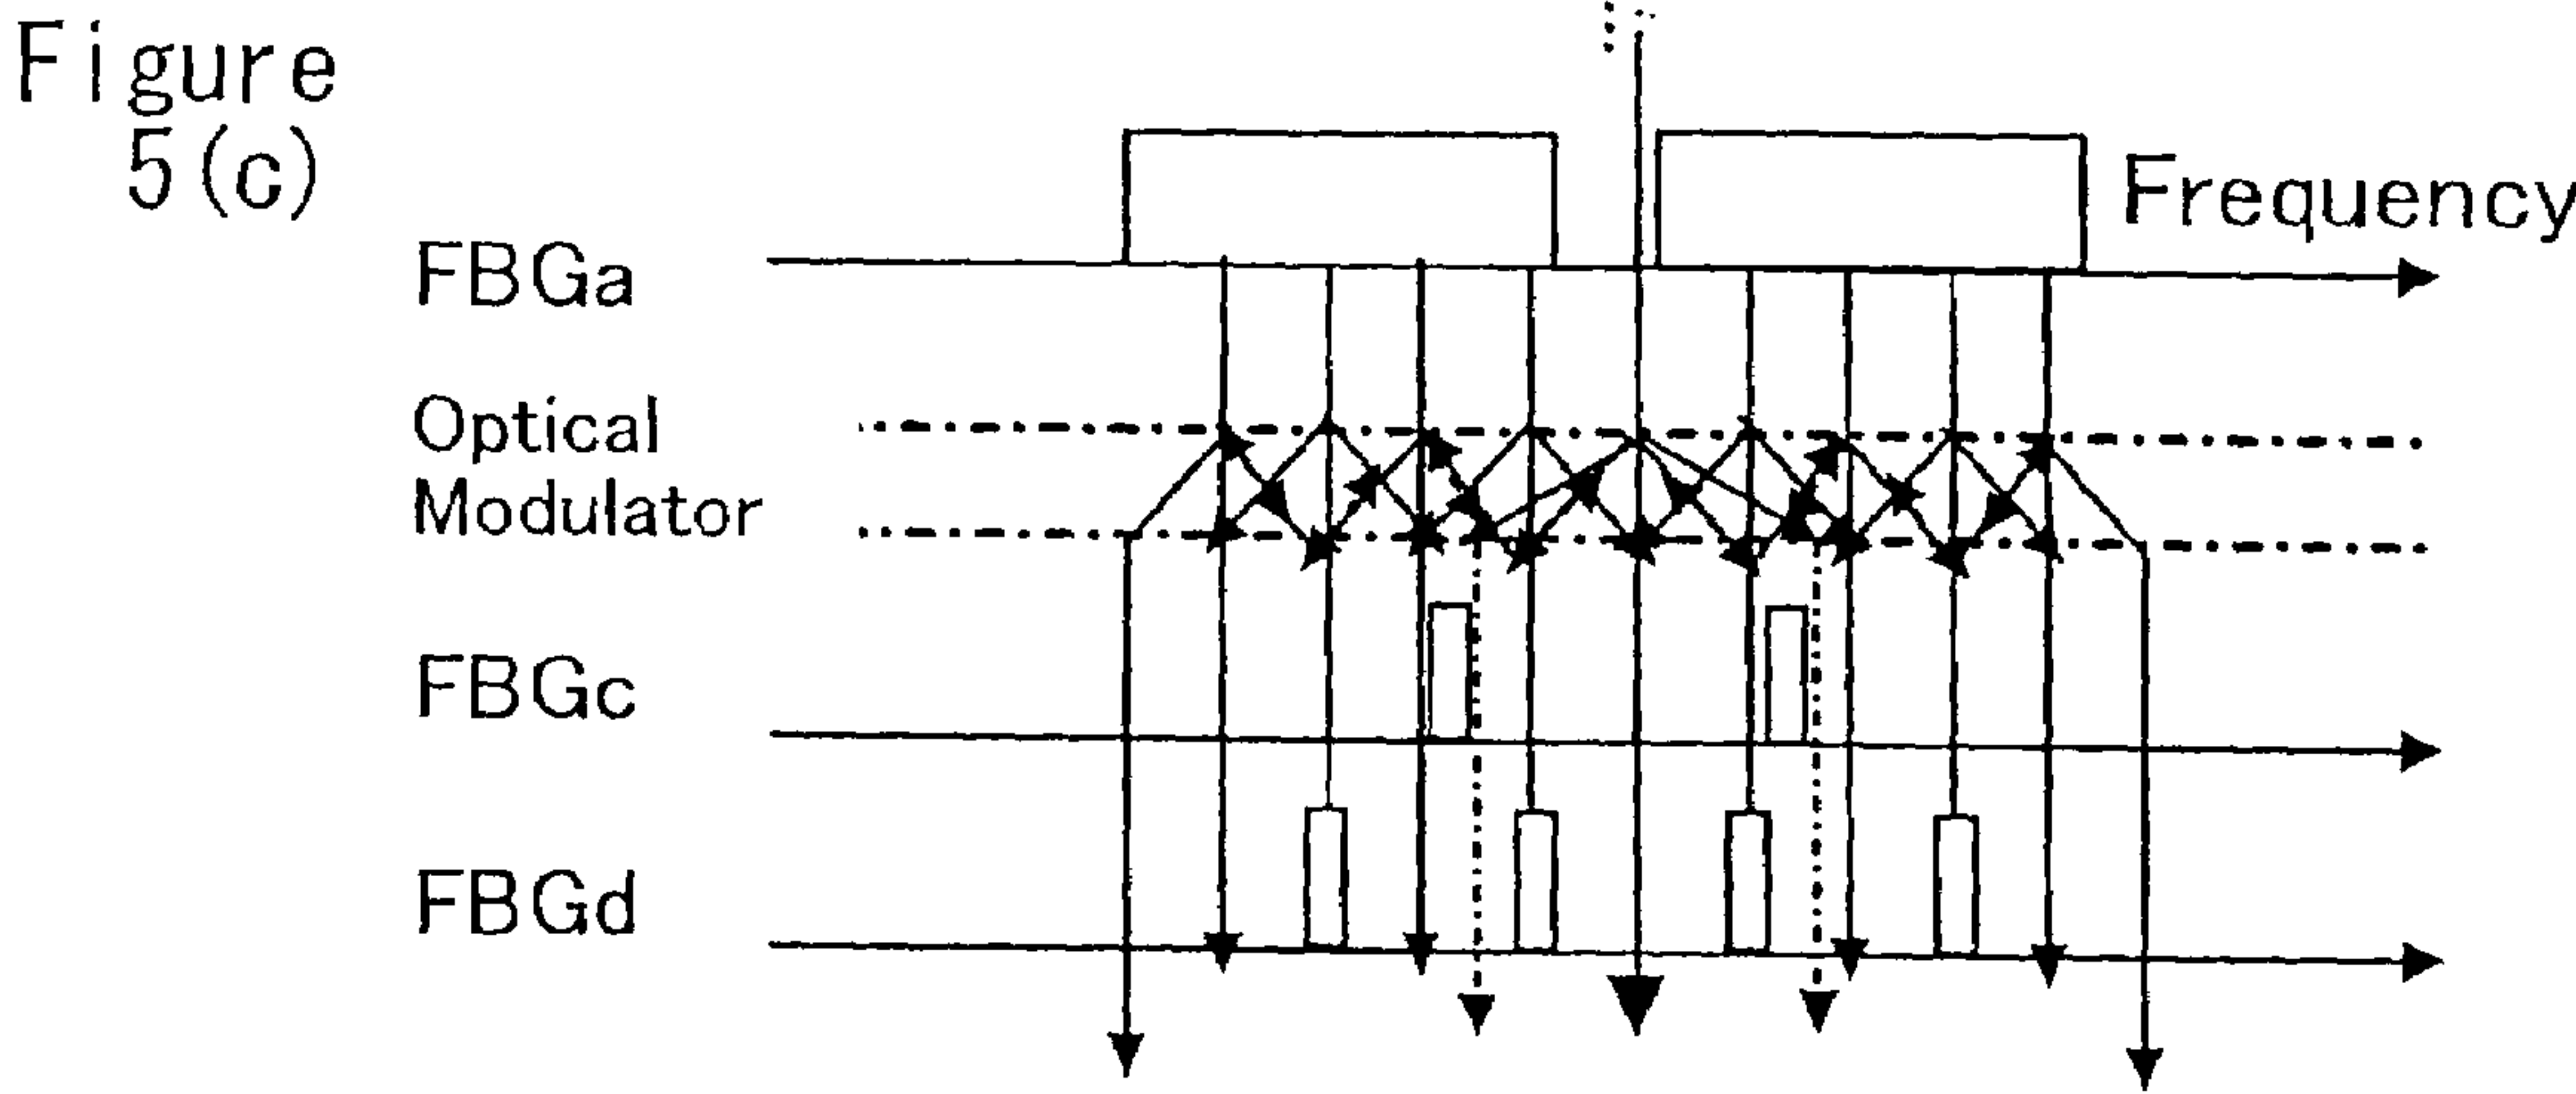 Figure
5(c)
Frequency
FBGa
Optical
Modulator
FBGc
FBGd